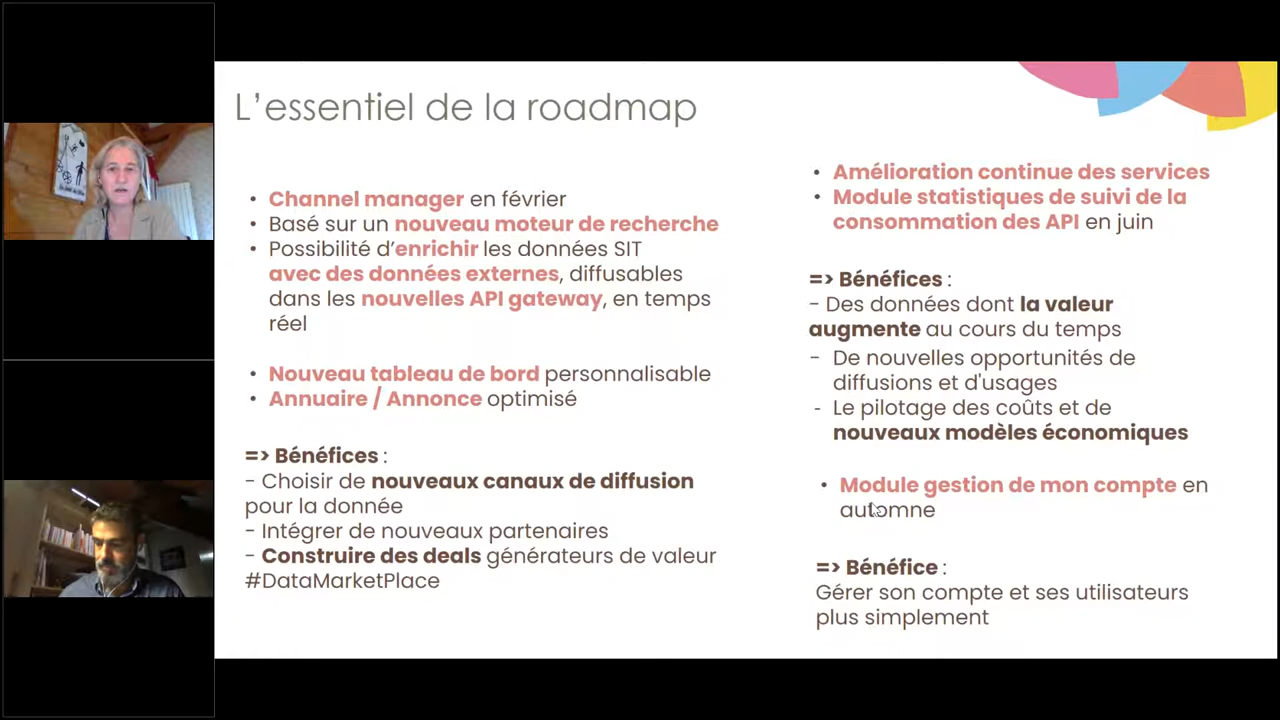 L'essentiel de la roadmap
• Channel manager en février
• Basé sur un nouveau moteur de recherche
• Possibilité d'enrichir les données SIT
avec des données externes, diffusables
dans les nouvelles API gateway, en temps
réel
• Nouveau tableau de bord personnalisable
• Annuaire / Annonce optimisé
=> Bénéfices :
- Choisir de nouveaux canaux de diffusion
pour la donnée
- Intégrer de nouveaux partenaires
- Construire des deals générateurs de valeur
#DataMarketPlace
• Amélioration continue des services
• Module statistiques de suivi de la
consommation des API en juin
=> Bénéfices :
- Des données dont la valeur
augmente au cours du temps
- De nouvelles opportunités de
diffusions et d'usages
- Le pilotage des coûts et de
nouveaux modèles économiques
• Module gestion de mon compte en
automne
=> Bénéfice :
Gérer son compte et ses utilisateurs
plus simplement